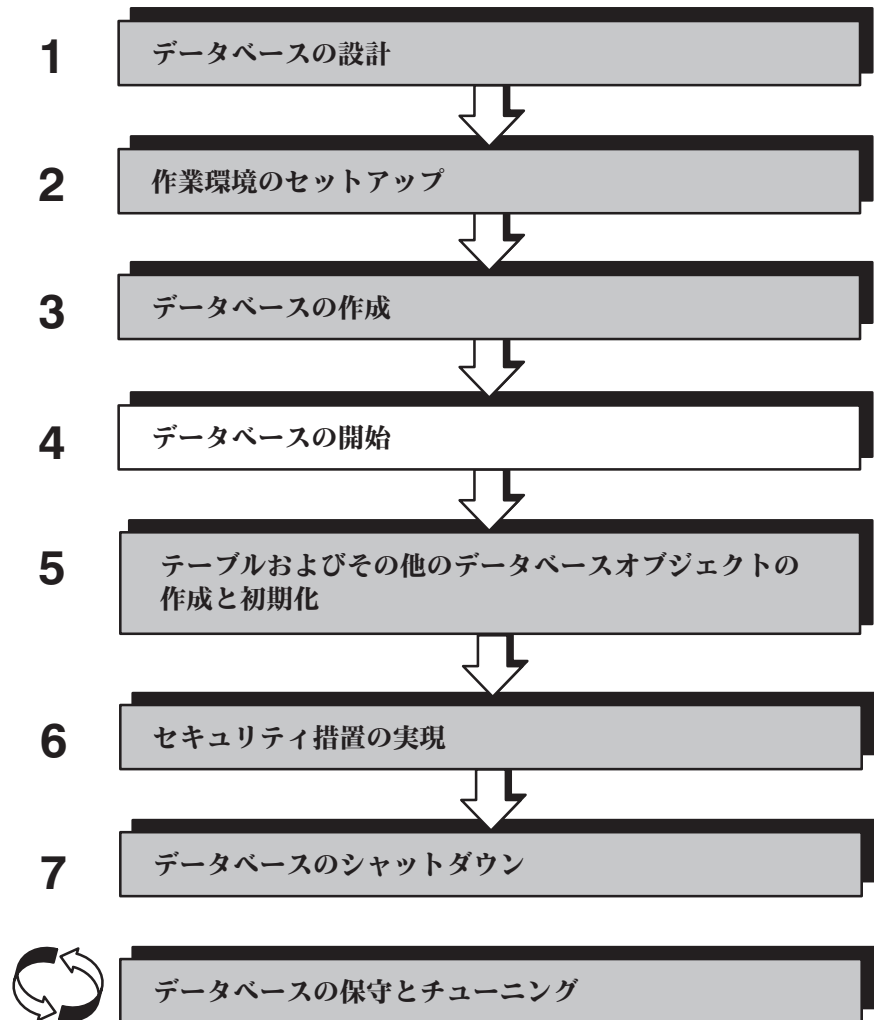 1
データベースの設計
2
作業環境のセットアップ
3
データベースの作成
4
データベースの開始
5
テーブルおよびその他のデータベースオブジェクトの
作成と初期化
6
セキュリティ措置の実現
7
データベースのシャットダウン
データベースの保守とチューニング